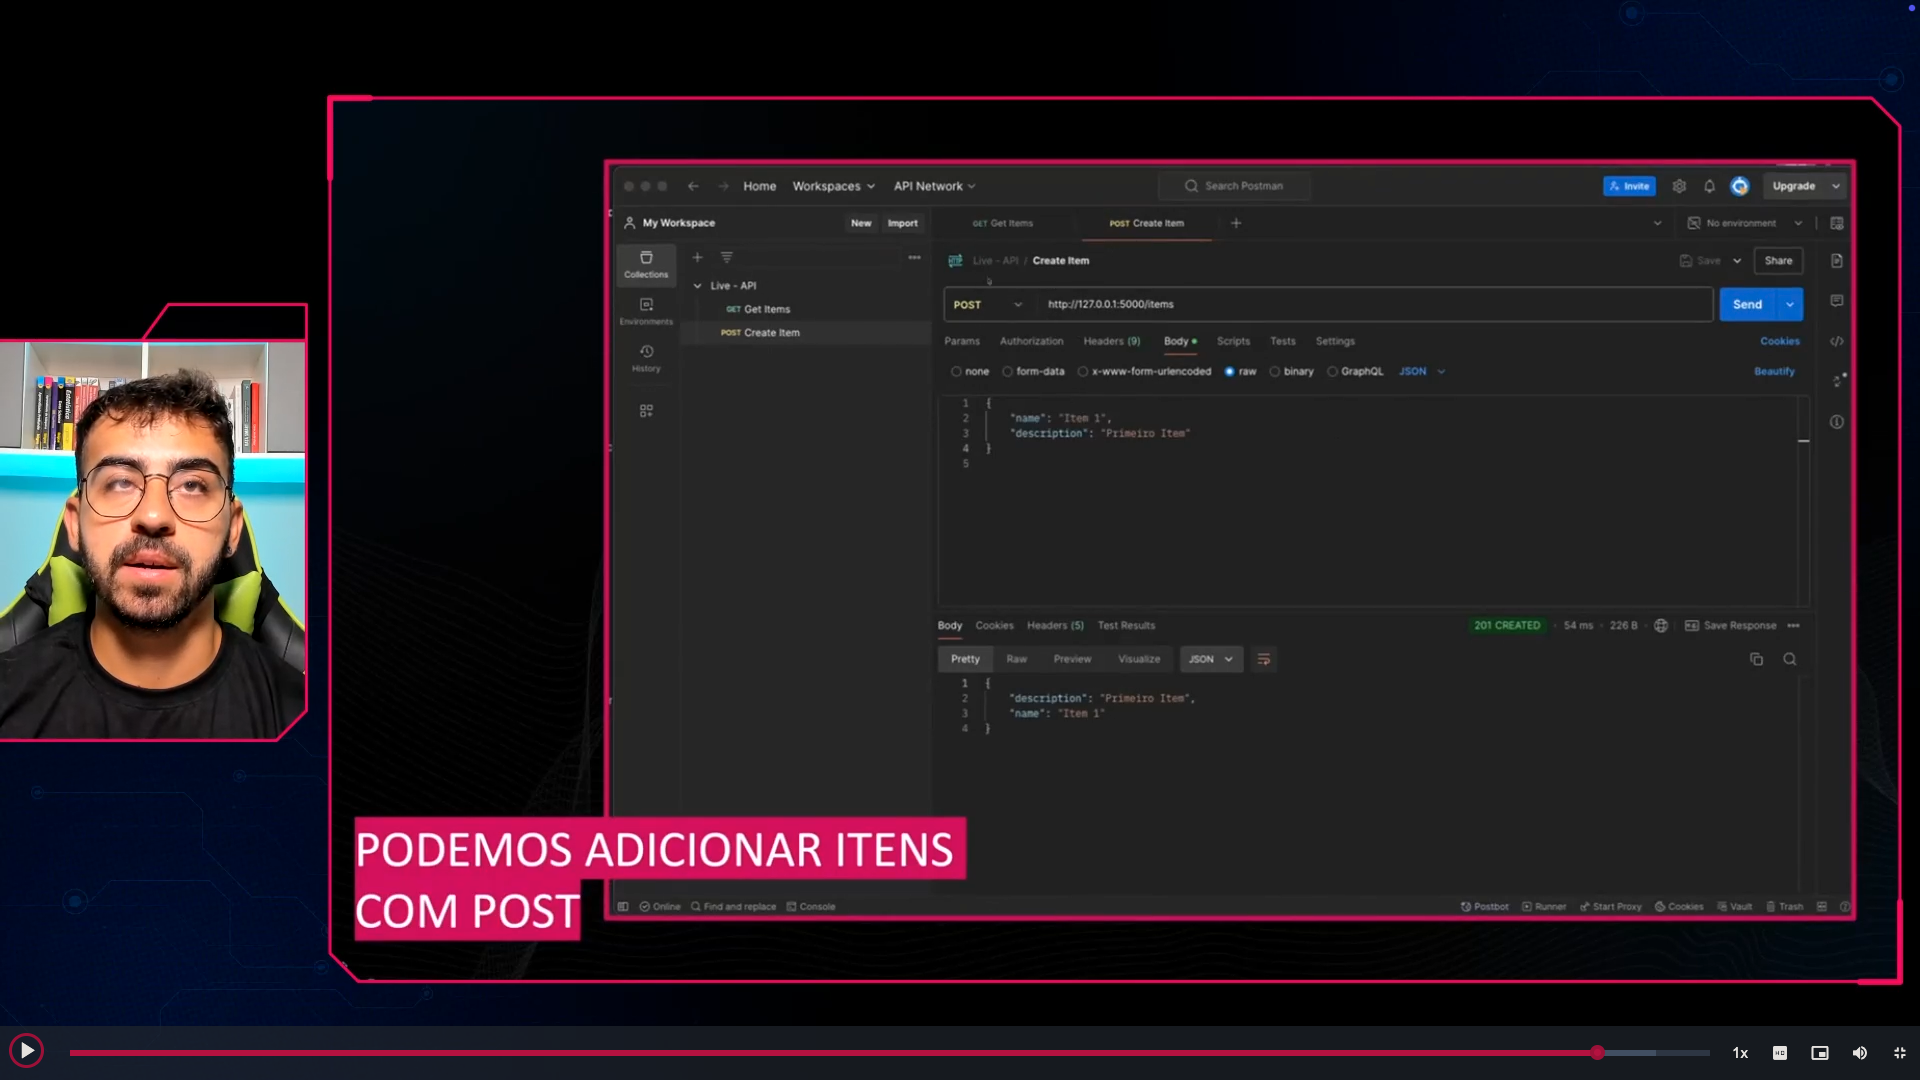 Home Workspaces API Network Search Postman Invite Upgrade
My Workspace New Import GET Get Items POST Create Item No environment
Collections
Live - API / Create Item Save Share
Live - API
POST http://127.0.0.1:5000/items Send
GET Get Items
Environments
POST Create Item
Params Authorization Headers (9) Body Scripts Tests Settings Cookies
History
none form-data x-www-form-urlencoded raw binary GraphQL JSON Beautify
1 {
2 "name": "Item 1",
3 "description": "Primeiro Item"
4 }
5
Body Cookies Headers (5) Test Results 201 CREATED 54 ms 226 B Save Response
Pretty Raw Preview Visualize JSON
1 {
2 "description": "Primeiro Item",
3 "name": "Item 1"
4 }
PODEMOS ADICIONAR ITENS
COM POST
Online Find and replace Console Postbot Runner Start Proxy Cookies Vault Trash
1x